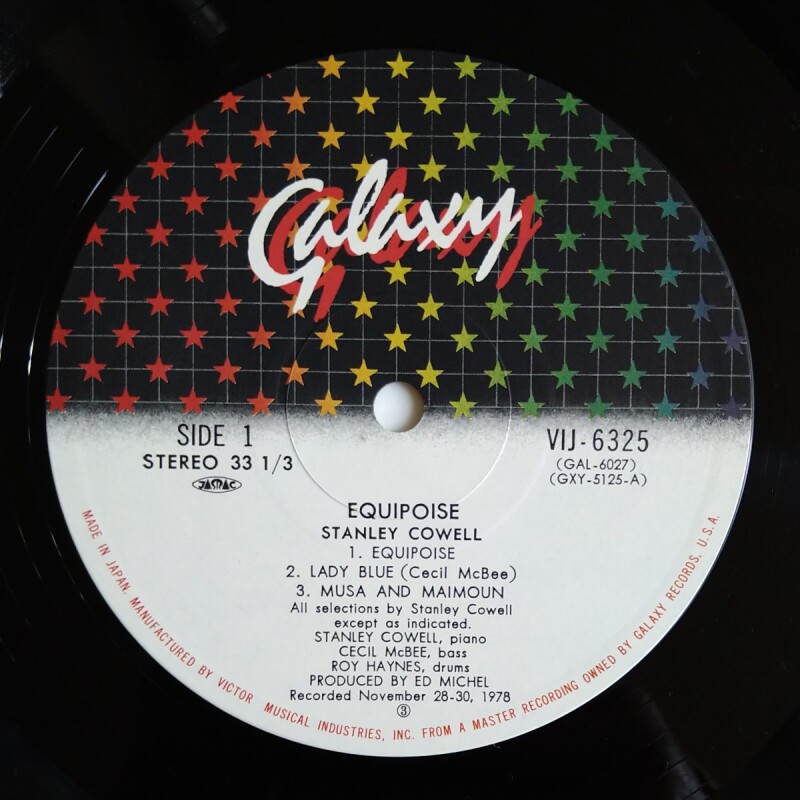 Galaxy
SIDE 1
STEREO 33 1/3
JASRAC
VIJ-6325
(GAL-6027)
(GXY-5125-A)
EQUIPOISE
STANLEY COWELL
1. EQUIPOISE
2. LADY BLUE (Cecil McBee)
3. MUSA AND MAIMOUN
All selections by Stanley Cowell
except as indicated.
STANLEY COWELL, piano
CECIL McBEE, bass
ROY HAYNES, drums
PRODUCED BY ED MICHEL
Recorded November 28-30, 1978
③
MADE IN JAPAN. MANUFACTURED BY VICTOR MUSICAL INDUSTRIES, INC. FROM A MASTER RECORDING OWNED BY GALAXY RECORDS, U.S.A.